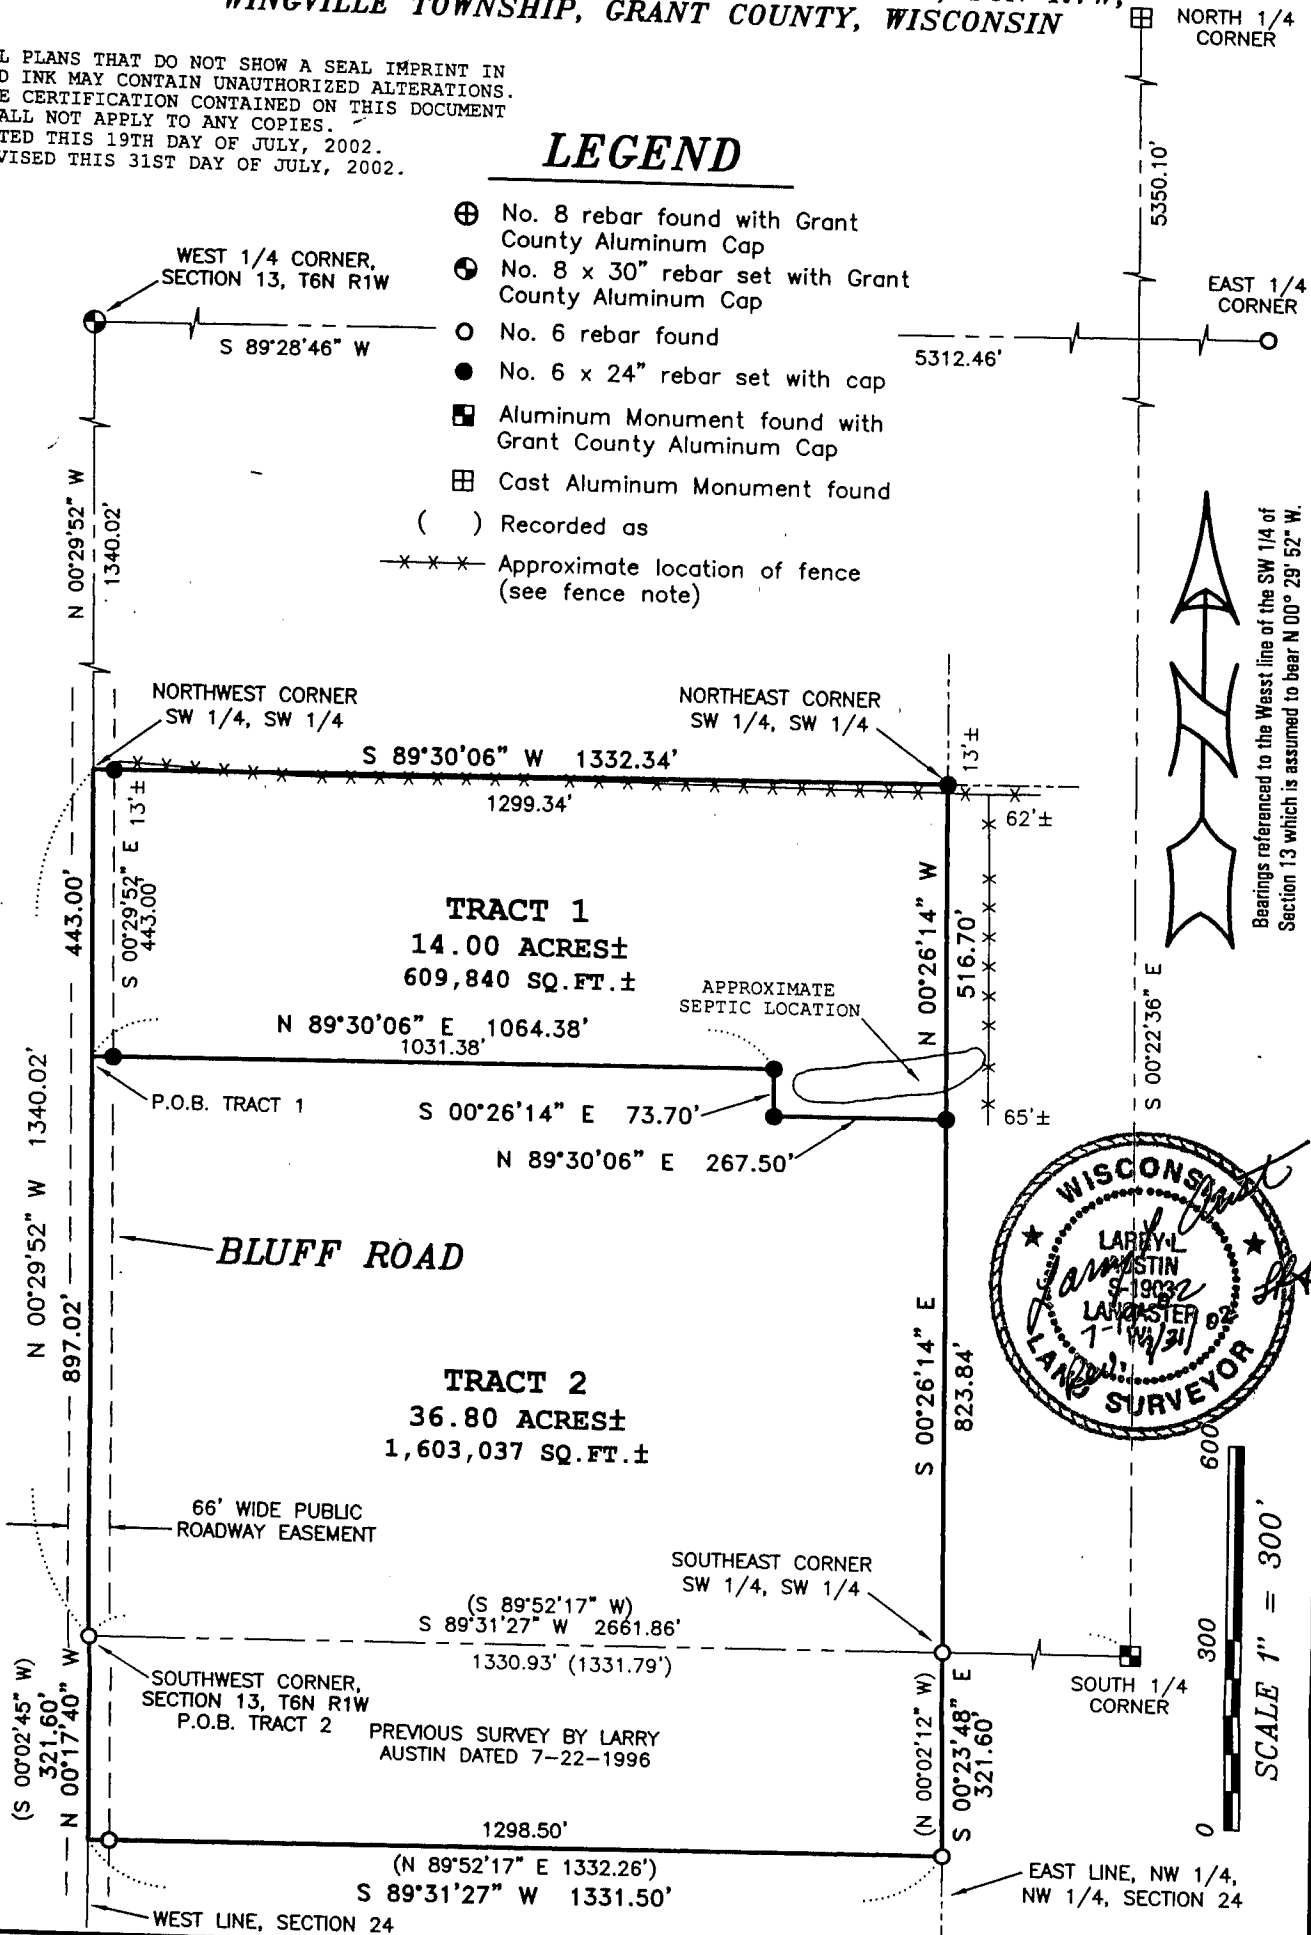 WINGVILLE TOWNSHIP, GRANT COUNTY, WISCONSIN
NORTH 1/4
CORNER
L PLANS THAT DO NOT SHOW A SEAL IMPRINT IN
D INK MAY CONTAIN UNAUTHORIZED ALTERATIONS.
E CERTIFICATION CONTAINED ON THIS DOCUMENT
ALL NOT APPLY TO ANY COPIES.
TED THIS 19TH DAY OF JULY, 2002.
VISED THIS 31ST DAY OF JULY, 2002.
LEGEND
No. 8 rebar found with Grant
County Aluminum Cap
No. 8 x 30" rebar set with Grant
County Aluminum Cap
No. 6 rebar found
No. 6 x 24" rebar set with cap
Aluminum Monument found with
Grant County Aluminum Cap
Cast Aluminum Monument found
( ) Recorded as
Approximate location of fence
(see fence note)
5350.10'
WEST 1/4 CORNER,
SECTION 13, T6N R1W
EAST 1/4
CORNER
S 89°28'46" W
5312.46'
N 00°29'52" W
1340.02'
Bearings referenced to the Wesst line of the SW 1/4 of
Section 13 which is assumed to bear N 00° 29' 52" W.
NORTHWEST CORNER
SW 1/4, SW 1/4
NORTHEAST CORNER
SW 1/4, SW 1/4
S 89°30'06" W 1332.34'
1299.34'
13'±
62'±
443.00'
S 00°29'52" E 13'±
443.00'
TRACT 1
14.00 ACRES±
609,840 SQ.FT.±
N 00°26'14" W
516.70'
APPROXIMATE
SEPTIC LOCATION
S 00°22'36" E
N 89°30'06" E 1064.38'
1031.38'
P.O.B. TRACT 1
S 00°26'14" E 73.70'
65'±
N 89°30'06" E 267.50'
N 00°29'52" W 1340.02'
897.02'
BLUFF ROAD
WISCONSIN
LARRY L
AUSTIN
S-1903
LANCASTER
WI
LAND SURVEYOR
TRACT 2
36.80 ACRES±
1,603,037 SQ.FT.±
S 00°26'14" E
823.84'
66' WIDE PUBLIC
ROADWAY EASEMENT
SOUTHEAST CORNER
SW 1/4, SW 1/4
(S 89°52'17" W)
S 89°31'27" W 2661.86'
1330.93' (1331.79')
SOUTH 1/4
CORNER
600
300
0
SCALE 1" = 300'
SOUTHWEST CORNER,
SECTION 13, T6N R1W
P.O.B. TRACT 2
PREVIOUS SURVEY BY LARRY
AUSTIN DATED 7-22-1996
(S 00°02'45" W)
321.60'
N 00°17'40" W
(N 00°02'12" W)
S 00°23'48" E
321.60'
1298.50'
(N 89°52'17" E 1332.26')
S 89°31'27" W 1331.50'
EAST LINE, NW 1/4,
NW 1/4, SECTION 24
WEST LINE, SECTION 24